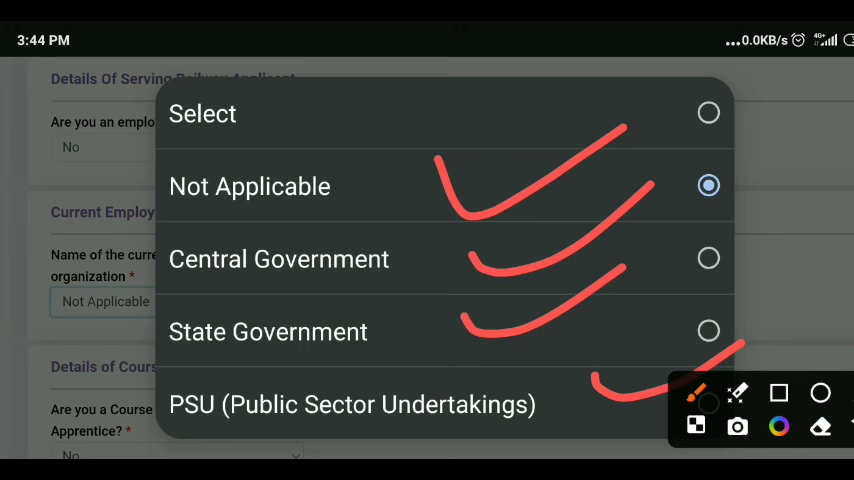 3:44 PM
...0.0KB/s
4G+
Details Of Serving Railway Applicant
Are you an emplo
No
Current Employ
Name of the curre
organization *
Not Applicable
Details of Cours
Are you a Course
Apprentice? *
No
Select
Not Applicable
Central Government
State Government
PSU (Public Sector Undertakings)